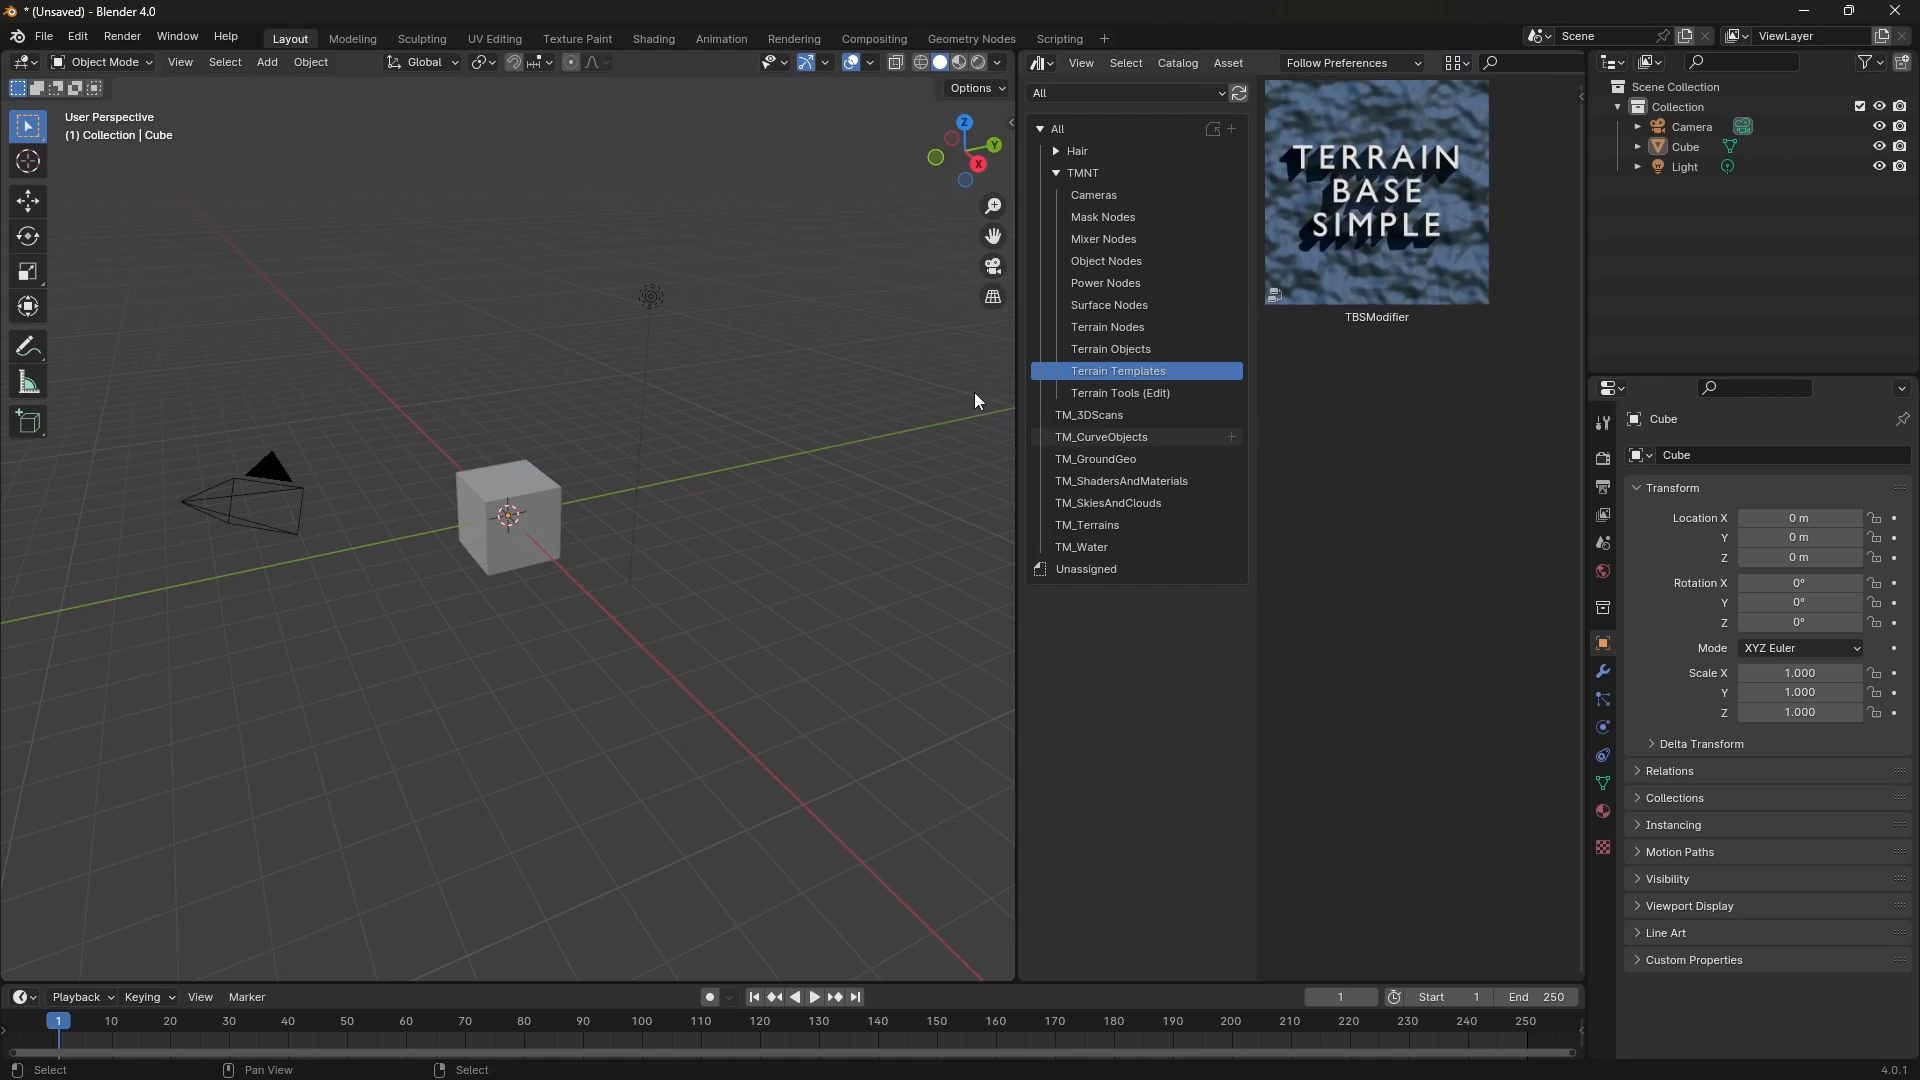 * (Unsaved) - Blender 4.0
File Edit Render Window Help
Layout Modeling Sculpting UV Editing Texture Paint Shading Animation Rendering Compositing Geometry Nodes Scripting +
Scene
ViewLayer
Object Mode View Select Add Object
Global
View Select Catalog Asset
Follow Preferences
Options
User Perspective
(1) Collection | Cube
Z
Y
X
All
All
Hair
TMNT
Cameras
Mask Nodes
Mixer Nodes
Object Nodes
Power Nodes
Surface Nodes
Terrain Nodes
Terrain Objects
Terrain Templates
Terrain Tools (Edit)
TM_3DScans
TM_CurveObjects
TM_GroundGeo
TM_ShadersAndMaterials
TM_SkiesAndClouds
TM_Terrains
TM_Water
Unassigned
TERRAIN
BASE
SIMPLE
TBSModifier
Scene Collection
Collection
Camera
Cube
Light
Cube
Cube
Transform
Location X 0 m
Y 0 m
Z 0 m
Rotation X 0°
Y 0°
Z 0°
Mode XYZ Euler
Scale X 1.000
Y 1.000
Z 1.000
Delta Transform
Relations
Collections
Instancing
Motion Paths
Visibility
Viewport Display
Line Art
Custom Properties
Playback Keying View Marker
1
Start 1
End 250
1 10 20 30 40 50 60 70 80 90 100 110 120 130 140 150 160 170 180 190 200 210 220 230 240 250
Select
Pan View
Select
4.0.1